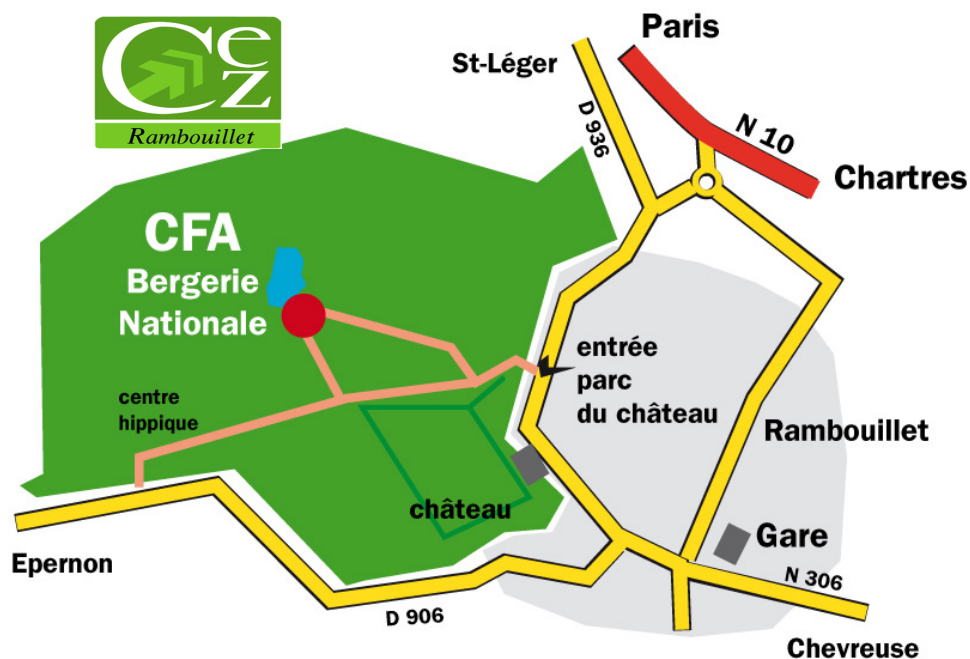 Cez
Rambouillet
Paris
St-Léger
D 936
N 10
Chartres
CFA
Bergerie
Nationale
entrée
parc
du château
centre
hippique
Rambouillet
château
Gare
Epernon
D 906
N 306
Chevreuse